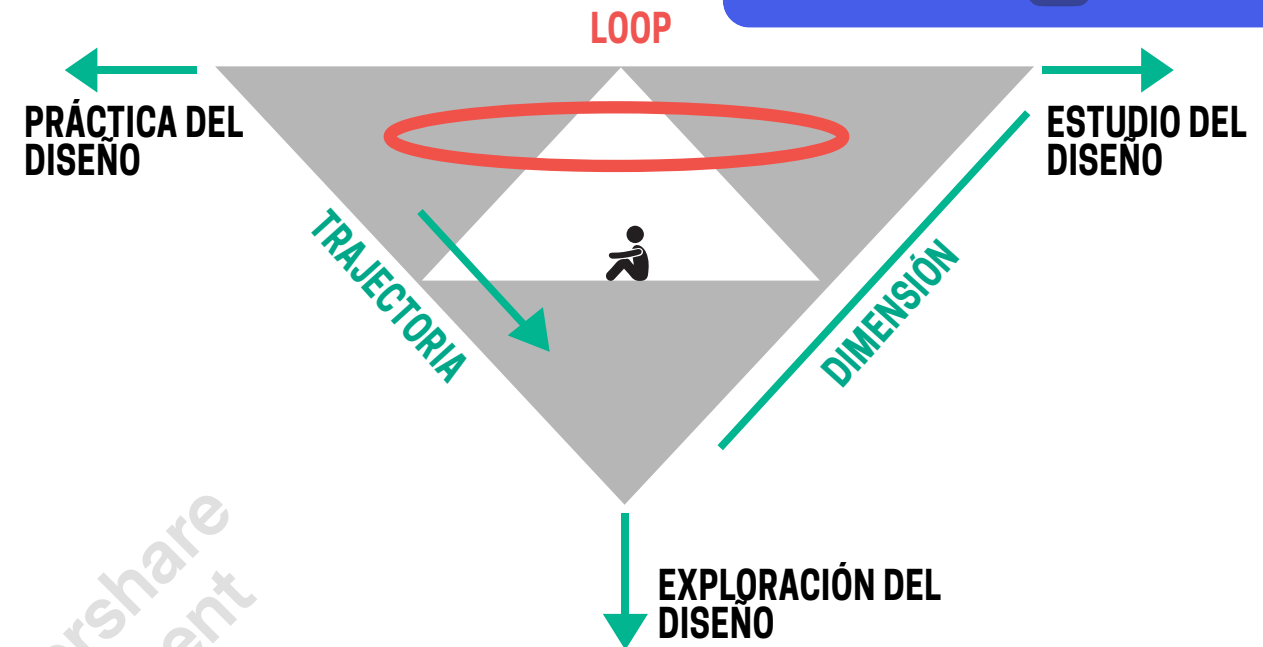 LOOP
PRÁCTICA DEL
DISEÑO
ESTUDIO DEL
DISEÑO
TRAJECTORIA
DIMENSIÓN
EXPLORACIÓN DEL
DISEÑO